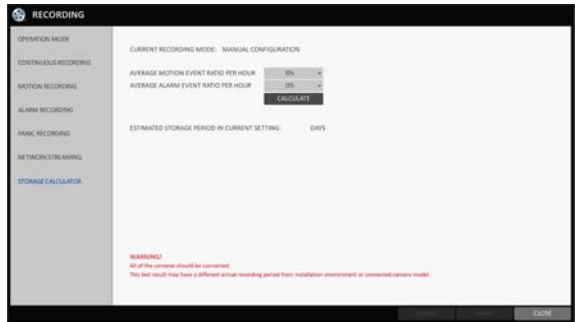 RECORDING
OPERATION MODE
CONTINUOUS RECORDING
MOTION RECORDING
ALARM RECORDING
PANIC RECORDING
NETWORK STREAMING
STORAGE CALCULATOR
CURRENT RECORDING MODE: MANUAL CONFIGURATION
AVERAGE MOTION EVENT RATIO PER HOUR 0%
AVERAGE ALARM EVENT RATIO PER HOUR 0%
CALCULATE
ESTIMATED STORAGE PERIOD IN CURRENT SETTING: DAYS
WARNING!
All of the cameras should be connected.
This test result may have a different actual recording period from installation environment or connected camera model.
CLOSE